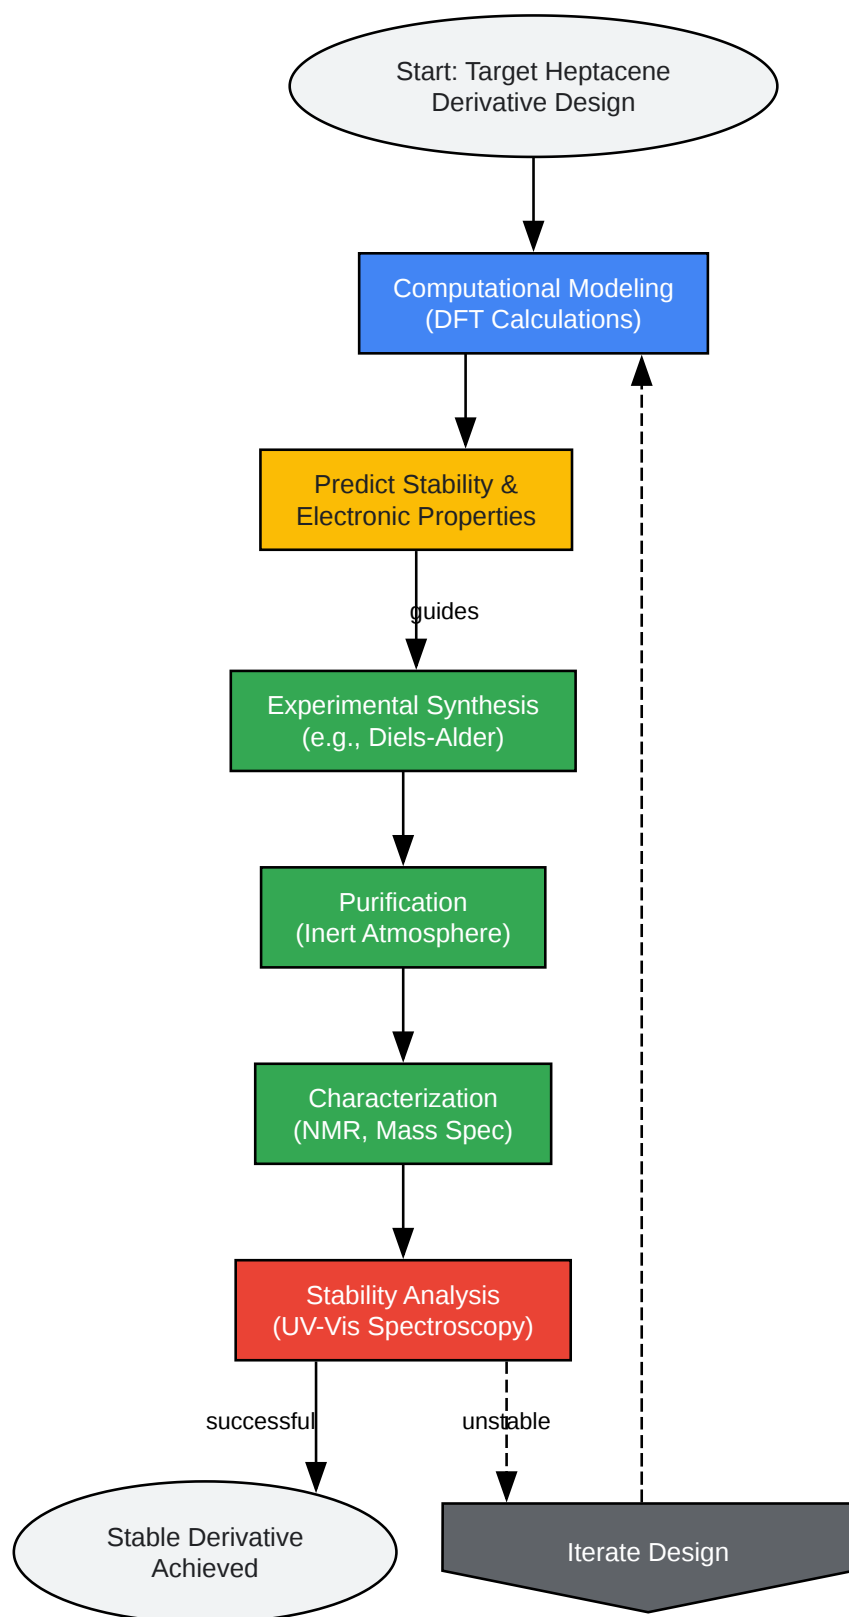 Start: Target Heptacene
Derivative Design
Computational Modeling
(DFT Calculations)
Predict Stability &
Electronic Properties
guides
Experimental Synthesis
(e.g., Diels-Alder)
Purification
(Inert Atmosphere)
Characterization
(NMR, Mass Spec)
Stability Analysis
(UV-Vis Spectroscopy)
successful
unstable
Stable Derivative
Achieved
Iterate Design